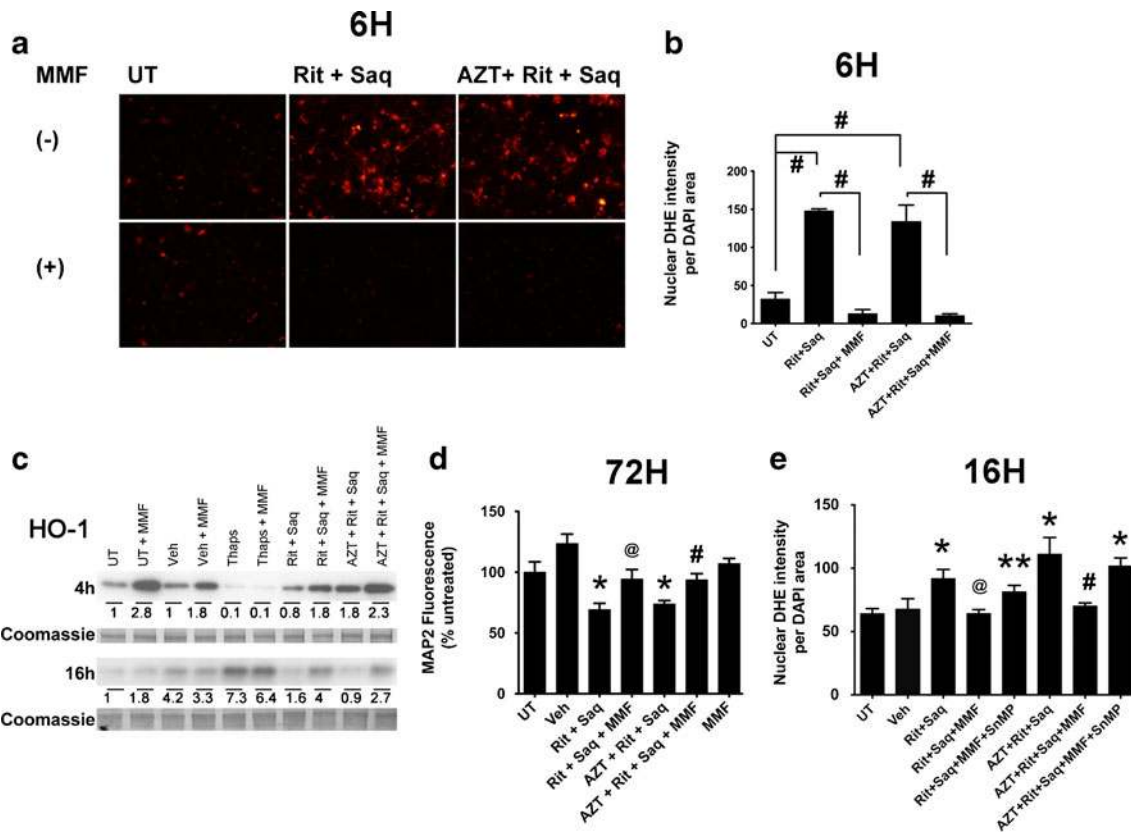 a
6H
MMF UT Rit + Saq AZT+ Rit + Saq
(-)
(+)
b
6H
#
# # #
Nuclear DHE intensity
per DAPI area
200
150
100
50
0
UT
Rit+Saq
Rit+Saq+ MMF
AZT+Rit+Saq
AZT+Rit+Saq+MMF
c
HO-1
UT
UT + MMF
Veh
Veh + MMF
Thaps
Thaps + MMF
Rit + Saq
Rit + Saq + MMF
AZT + Rit + Saq
AZT + Rit + Saq + MMF
4h
1 2.8 1 1.8 0.1 0.1 0.8 1.8 1.8 2.3
Coomassie
16h
1 1.8 4.2 3.3 7.3 6.4 1.6 4 0.9 2.7
Coomassie
d
72H
MAP2 Fluorescence
(% untreated)
150
100
50
0
* @ * #
UT
Veh
Rit + Saq
Rit + Saq + MMF
AZT + Rit + Saq
AZT + Rit + Saq + MMF
MMF
e
16H
Nuclear DHE intensity
per DAPI area
150
100
50
0
* @ ** * # *
UT
Veh
Rit+Saq
Rit+Saq+MMF
Rit+Saq+MMF+SnMP
AZT+Rit+Saq
AZT+Rit+Saq+MMF
AZT+Rit+Saq+MMF+SnMP